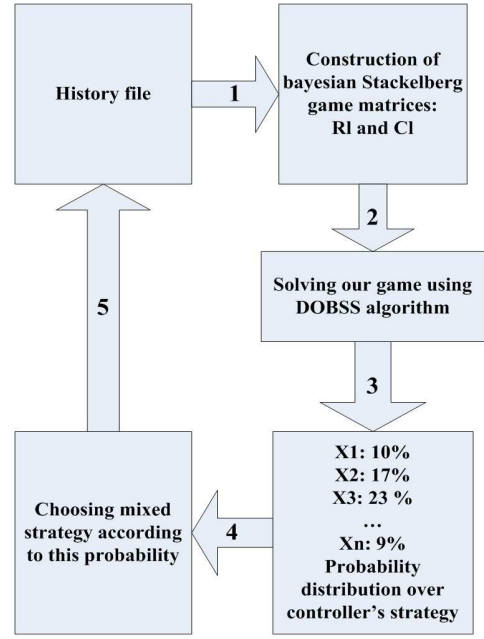 History file
1
Construction of
bayesian Stackelberg
game matrices:
Rl and Cl
2
Solving our game using
DOBSS algorithm
3
X1: 10%
X2: 17%
X3: 23 %
...
Xn: 9%
Probability
distribution over
controller's strategy
4
Choosing mixed
strategy according
to this probability
5